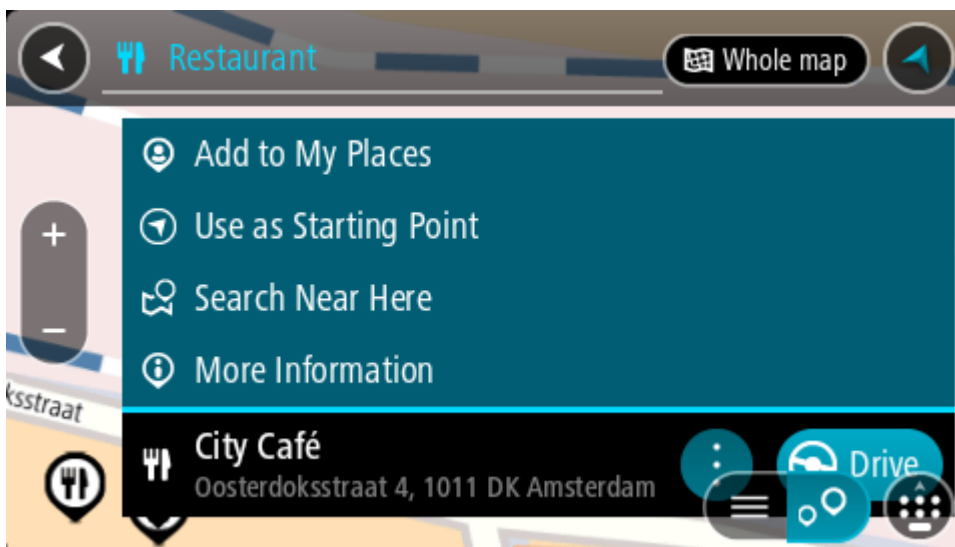 Restaurant
Whole map
Add to My Places
Use as Starting Point
Search Near Here
More Information
ksstraat
City Café
Drive
Oosterdoksstraat 4, 1011 DK Amsterdam